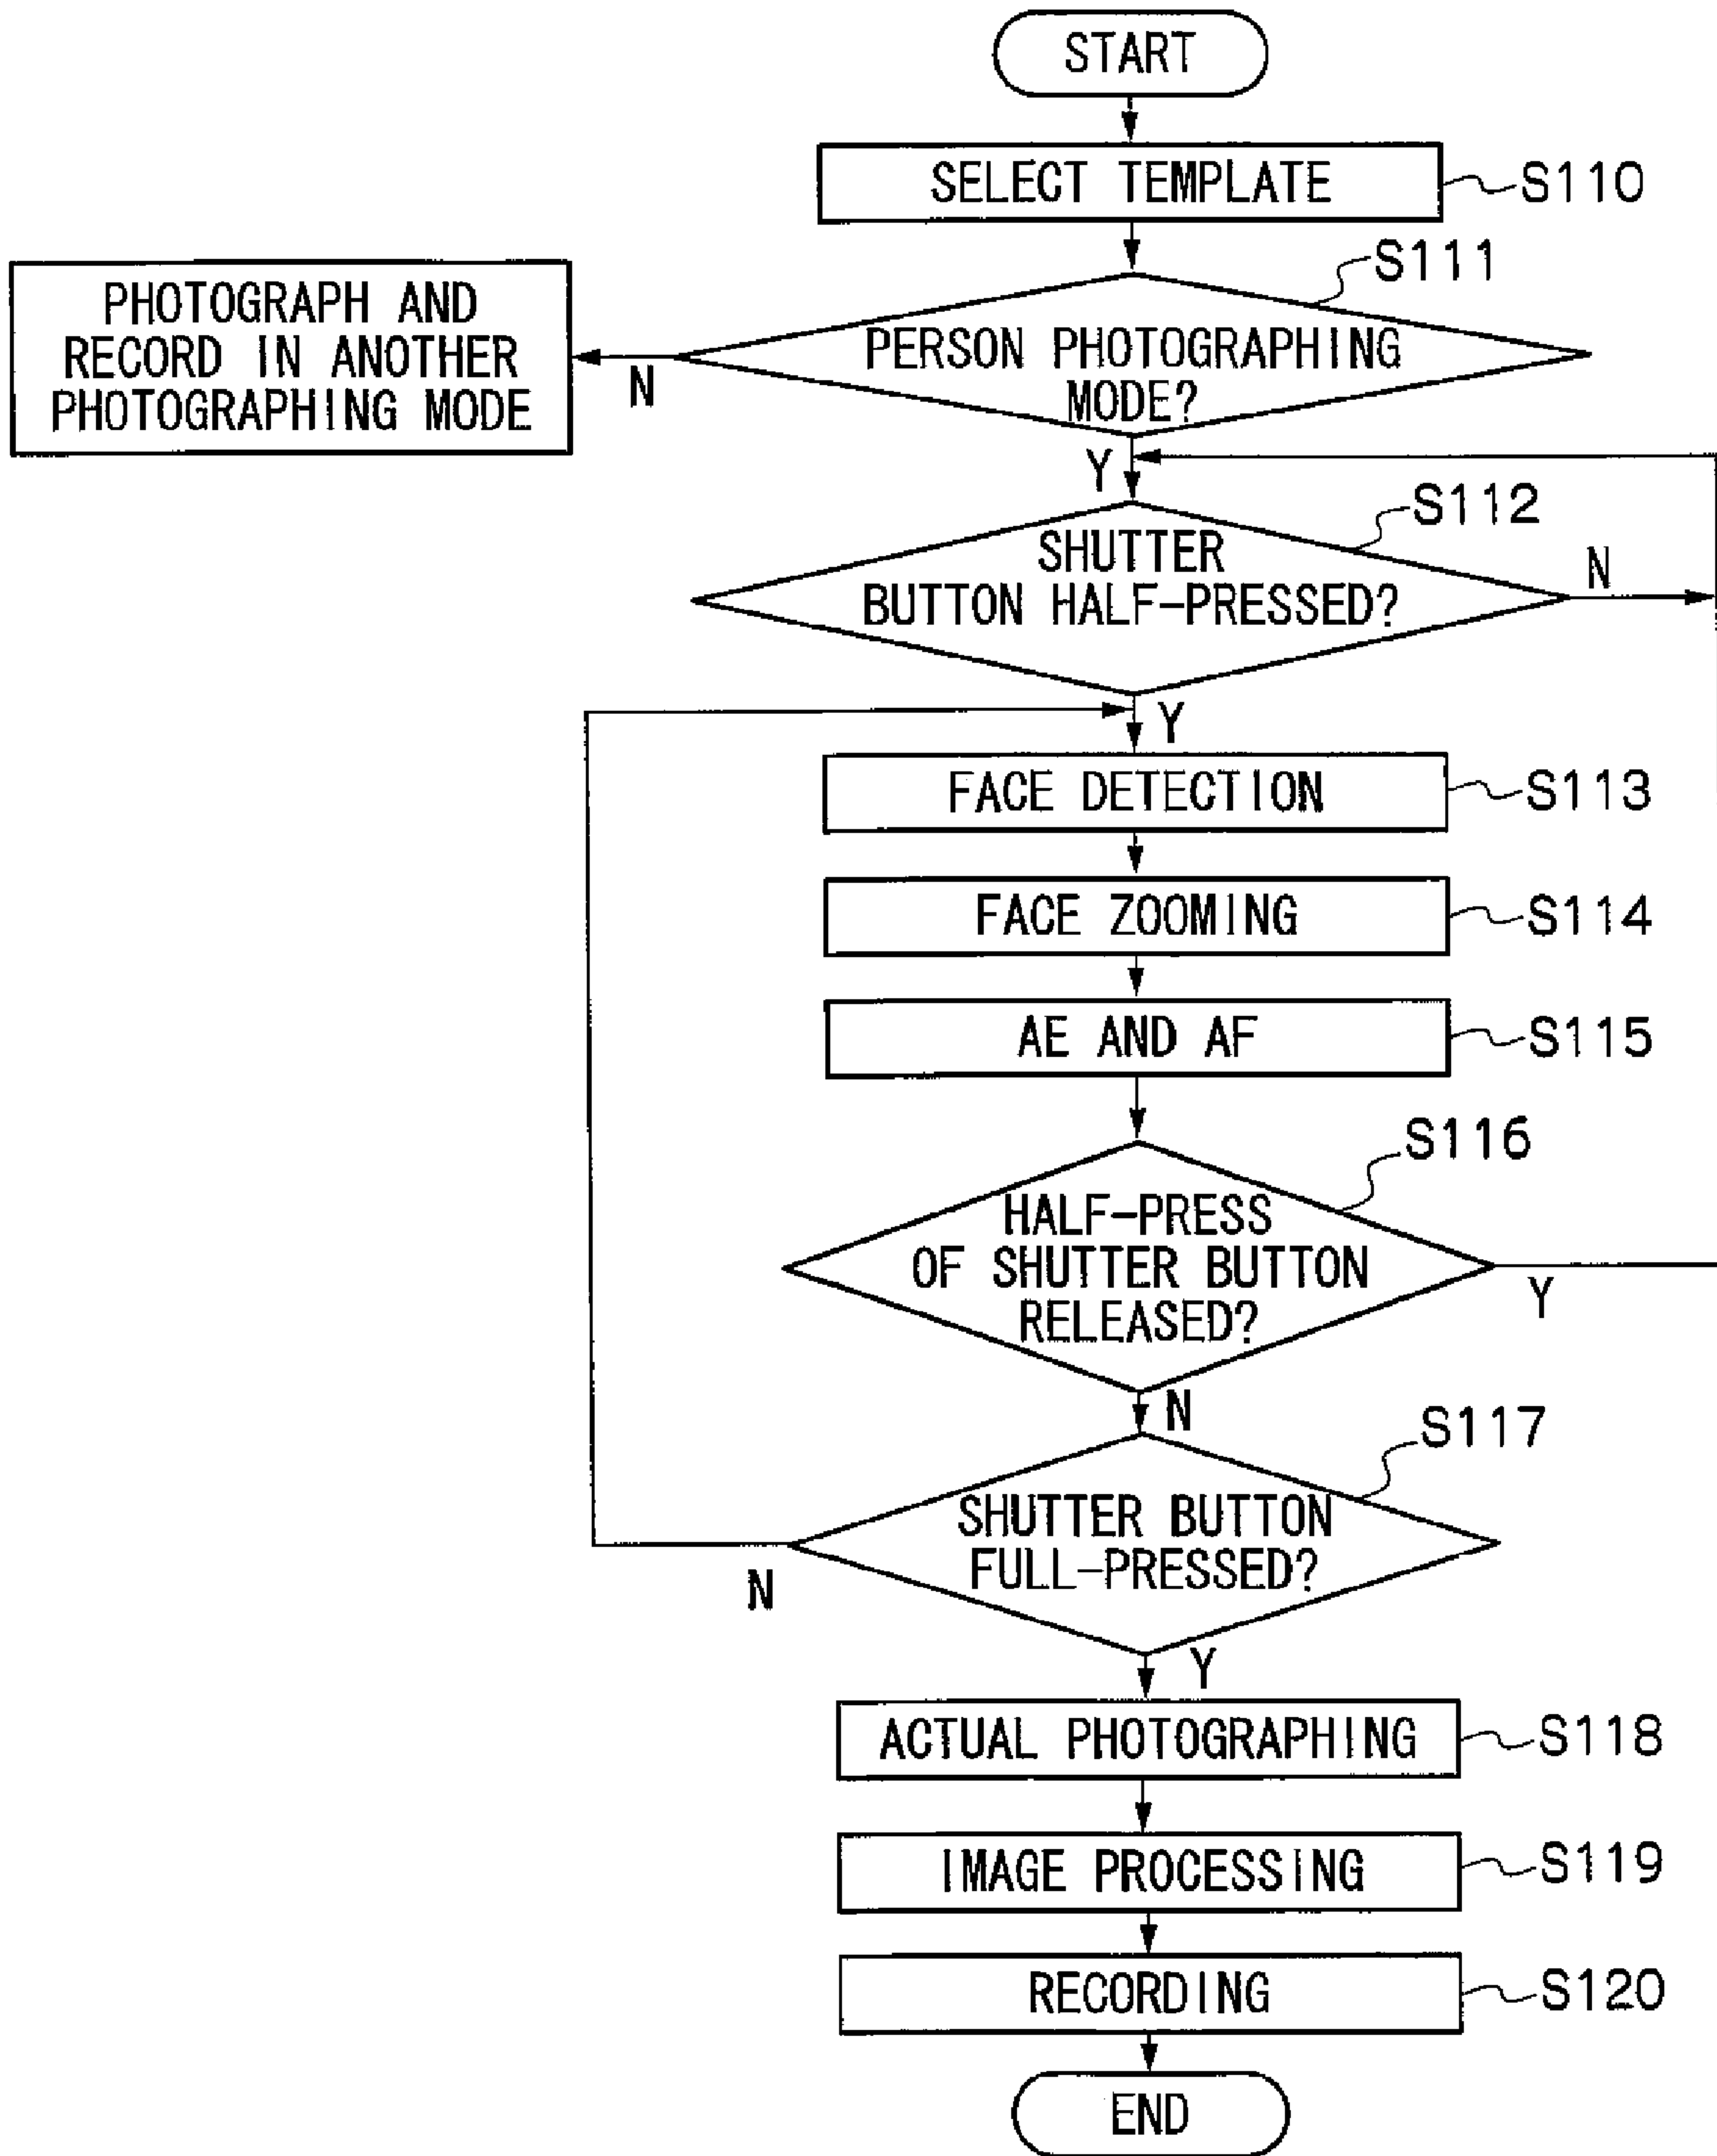 START
SELECT TEMPLATE
S110
S111
PHOTOGRAPH AND
RECORD IN ANOTHER
PHOTOGRAPHING MODE
N
PERSON PHOTOGRAPHING
MODE?
Y
S112
SHUTTER
BUTTON HALF-PRESSED?
N
Y
FACE DETECTION
S113
FACE ZOOMING
S114
AE AND AF
S115
S116
HALF-PRESS
OF SHUTTER BUTTON
RELEASED?
Y
N
S117
SHUTTER BUTTON
FULL-PRESSED?
N
Y
ACTUAL PHOTOGRAPHING
S118
IMAGE PROCESSING
S119
RECORDING
S120
END